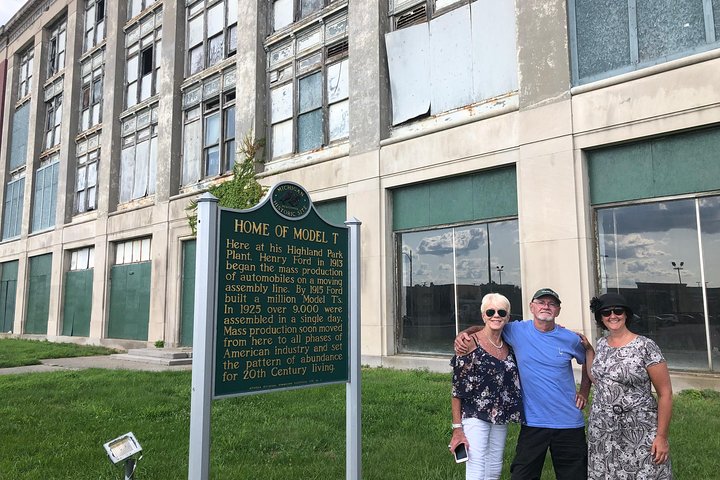 MICHIGAN
HISTORIC
HOME OF MODEL T
Here at his Highland Park
Plant, Henry Ford in 1913
began the mass production
of automobiles on a moving
assembly line. By 1915 Ford
built a million Model T's.
In 1925 over 9,000 were
assembled in a single day.
Mass production soon moved
from here to all phases of
American industry and set
the pattern of abundance
for 20th Century living.